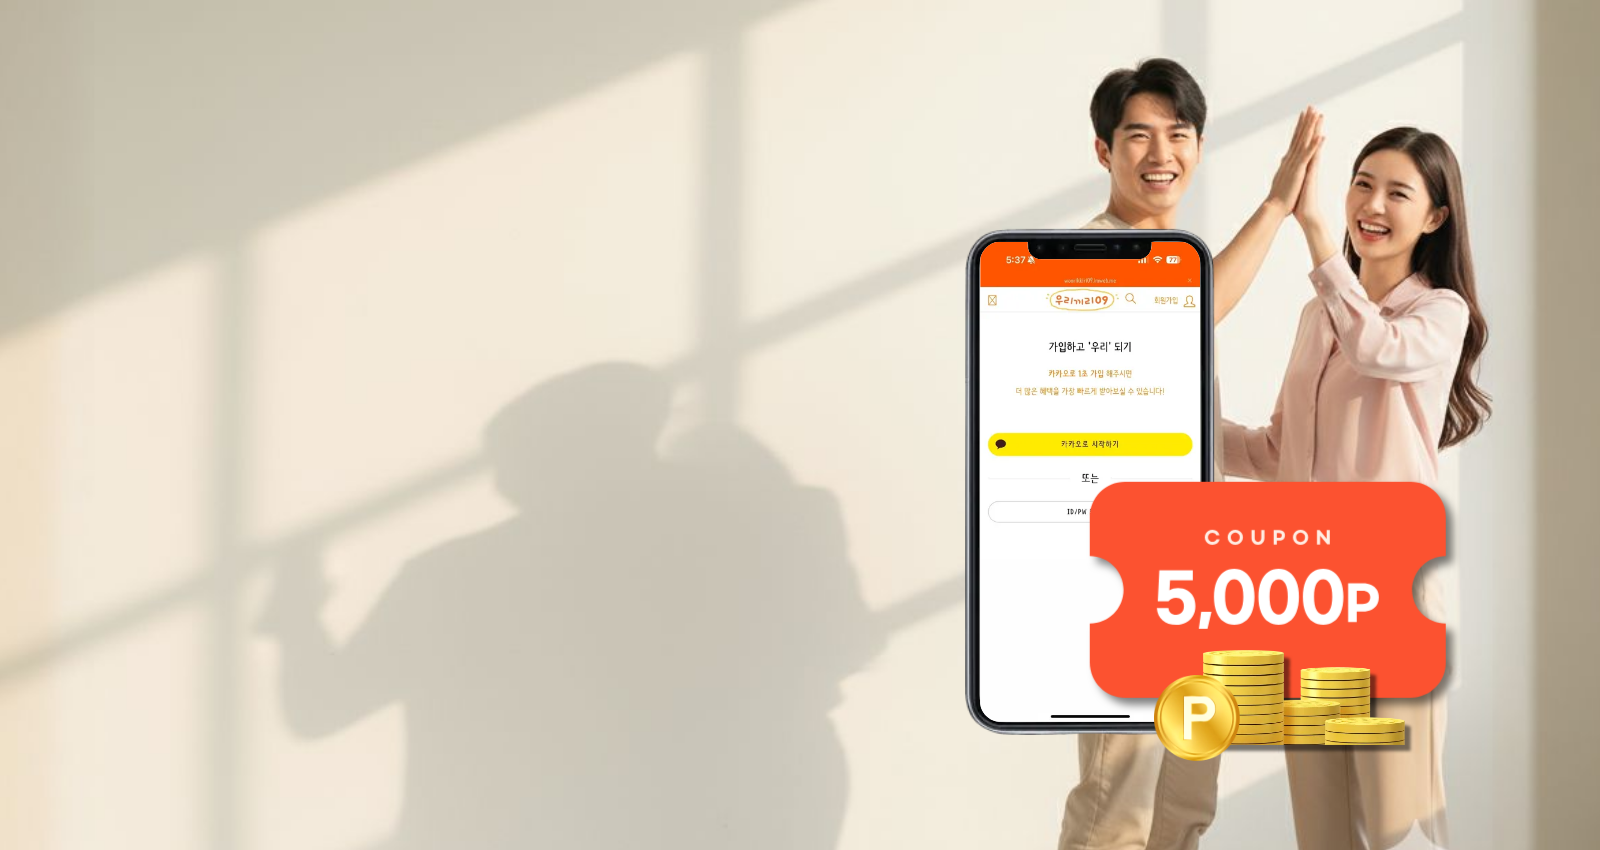 5:37
77
우리끼리09
회원가입
가입하고 '우리' 되기
카카오로 1초 가입 해주시면
더 많은 혜택을 가장 빠르게 받아보실 수 있습니다!
카카오로 시작하기
또는
ID/PW
COUPON
5,000P
P